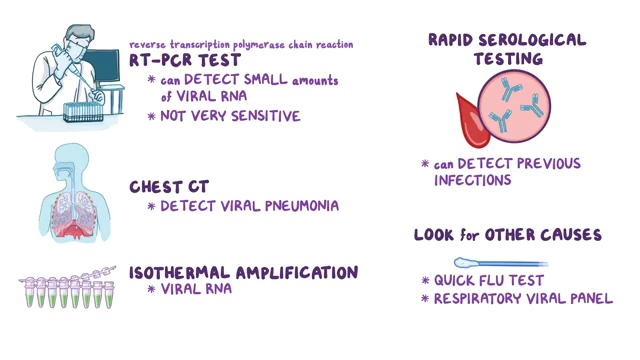 reverse transcription polymerase chain reaction
RT-PCR TEST
* can DETECT SMALL amounts
of VIRAL RNA
* NOT VERY SENSITIVE
CHEST CT
* DETECT VIRAL PNEUMONIA
ISOTHERMAL AMPLIFICATION
* VIRAL RNA
RAPID SEROLOGICAL
TESTING
* can DETECT PREVIOUS
INFECTIONS
LOOK for OTHER CAUSES
* QUICK FLU TEST
* RESPIRATORY VIRAL PANEL